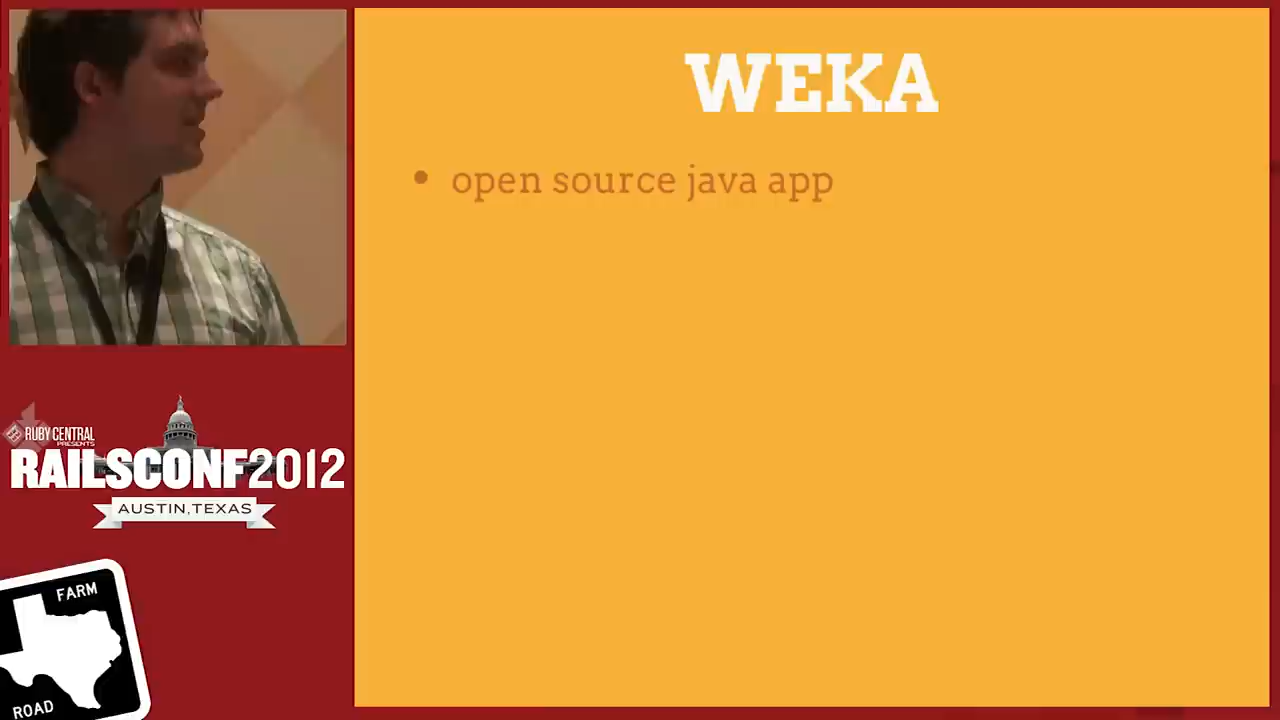 WEKA
• open source java app
RUBY CENTRAL
PRESENTS
RAILSCONF2012
AUSTIN, TEXAS
FARM
ROAD